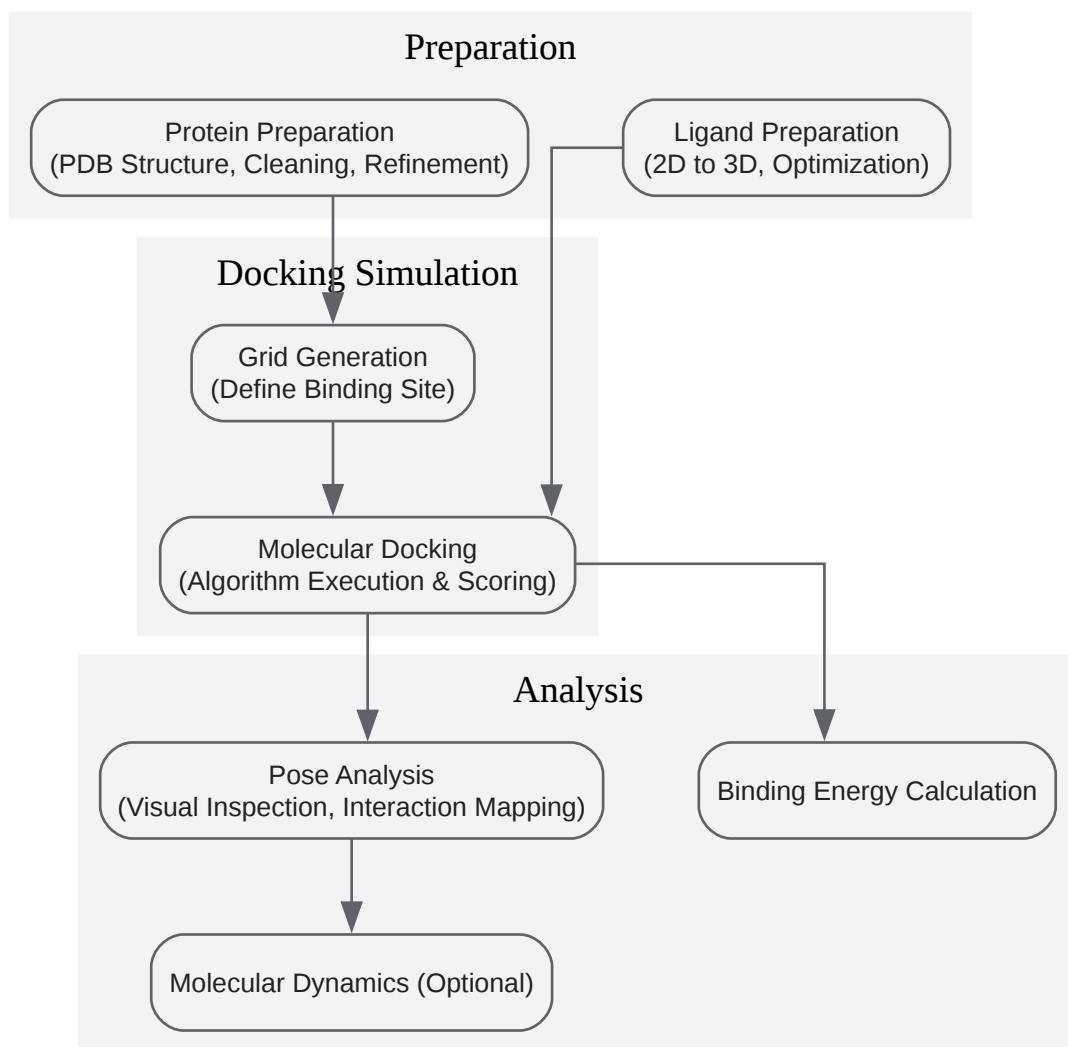 Preparation
Protein Preparation
(PDB Structure, Cleaning, Refinement)
Ligand Preparation
(2D to 3D, Optimization)
Docking Simulation
Grid Generation
(Define Binding Site)
Molecular Docking
(Algorithm Execution & Scoring)
Analysis
Pose Analysis
(Visual Inspection, Interaction Mapping)
Binding Energy Calculation
Molecular Dynamics (Optional)